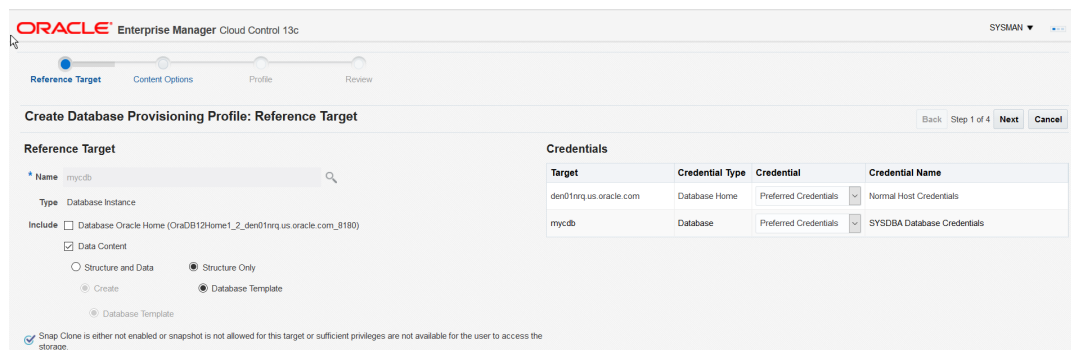 ORACLE Enterprise Manager Cloud Control 13c SYSMAN
Reference Target Content Options Profile Review
Create Database Provisioning Profile: Reference Target Back Step 1 of 4 Next Cancel
Reference Target
* Name mycdb
Type Database Instance
Include Database Oracle Home (OraDB12Home1_2_den01nrq.us.oracle.com_8180)
Data Content
Structure and Data Structure Only
Create Database Template
Database Template
Snap Clone is either not enabled or snapshot is not allowed for this target or sufficient privileges are not available for the user to access the
storage.
Credentials
Target Credential Type Credential Credential Name
den01nrq.us.oracle.com Database Home Preferred Credentials Normal Host Credentials
mycdb Database Preferred Credentials SYSDBA Database Credentials